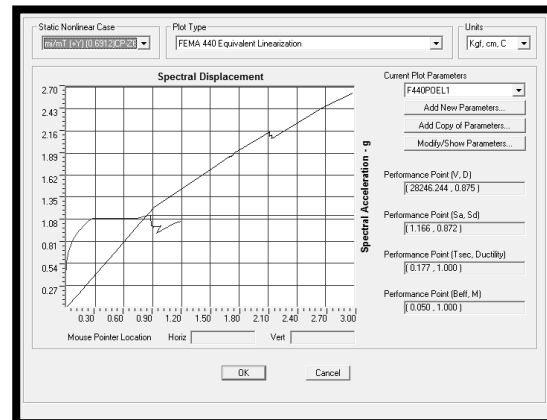 Static Nonlinear Case
Plot Type
Units
FEMA 440 Equivalent Linearization
Kgf, cm, C
Spectral Displacement
Current Plot Parameters
F440POEL1
Add New Parameters...
Add Copy of Parameters...
Modify/Show Parameters...
2.70
2.43
2.16
1.89
1.62
1.35
1.08
0.81
0.54
0.27
0.30 0.60 0.90 1.20 1.50 1.80 2.10 2.40 2.70 3.00
Spectral Acceleration - g
Performance Point (V, D)
( 28246.244 , 0.875 )
Performance Point (Sa, Sd)
( 1.166 , 0.872 )
Performance Point (Tsec, Ductility)
( 0.177 , 1.000 )
Performance Point (Beff, M)
( 0.050 , 1.000 )
Mouse Pointer Location Horiz Vert
OK
Cancel